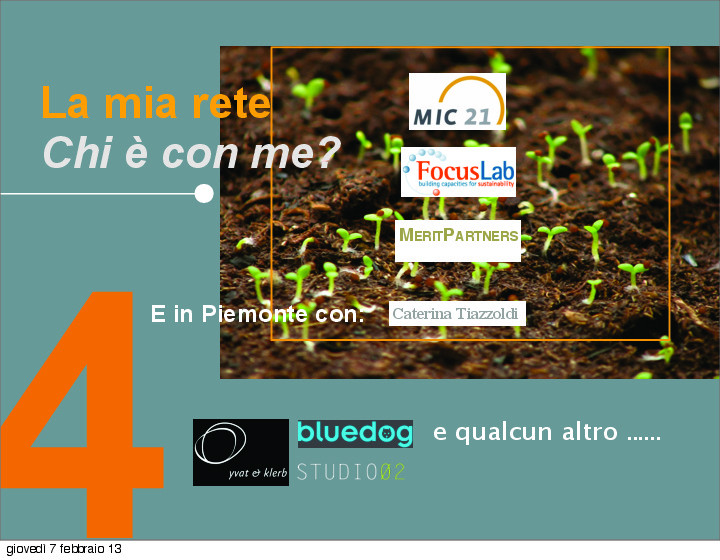 La mia rete
Chi è con me?
MIC 21
FocusLab
building capacities for sustainability
MERITPARTNERS
E in Piemonte con:
Caterina Tiazzoldi
4
yvat & klerb
bluedog
e qualcun altro ......
STUDIO02
giovedì 7 febbraio 13